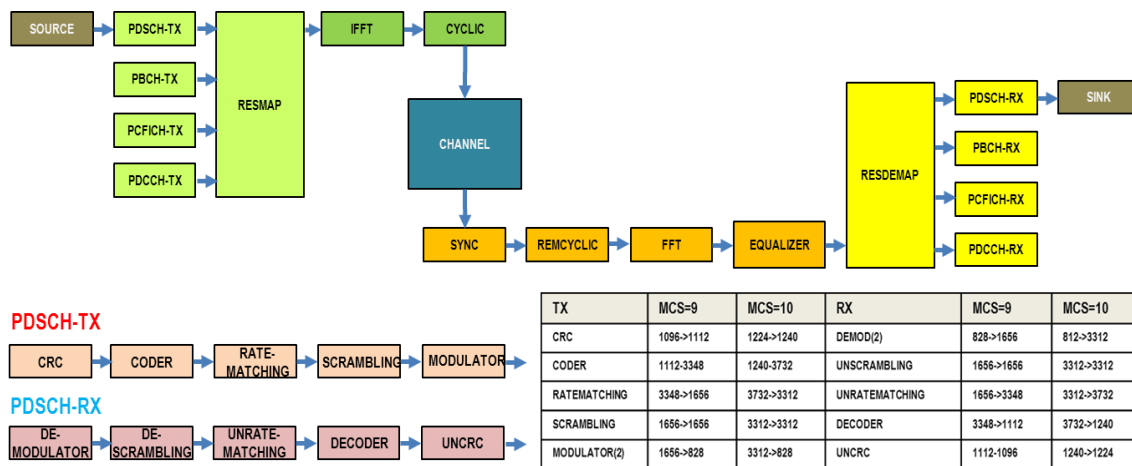 SOURCE
PDSCH-TX
IFFT
CYCLIC
PBCH-TX
RESMAP
PCFICH-TX
PDCCH-TX
CHANNEL
SYNC
REMCYCLIC
FFT
EQUALIZER
RESDEMAP
PDSCH-RX
SINK
PBCH-RX
PCFICH-RX
PDCCH-RX
PDSCH-TX
CRC
CODER
RATE-
MATCHING
SCRAMBLING
MODULATOR
PDSCH-RX
DE-
MODULATOR
DE-
SCRAMBLING
UNRATE-
MATCHING
DECODER
UNCRC
TX MCS=9 MCS=10 RX MCS=9 MCS=10
CRC 1096->1112 1224->1240 DEMOD(2) 828->1656 812->3312
CODER 1112-3348 1240-3732 UNSCRAMBLING 1656->1656 3312->3312
RATEMATCHING 3348->1656 3732->3312 UNRATEMATCHING 1656->3348 3312->3732
SCRAMBLING 1656->1656 3312->3312 DECODER 3348->1112 3732->1240
MODULATOR(2) 1656->828 3312->828 UNCRC 1112-1096 1240->1224